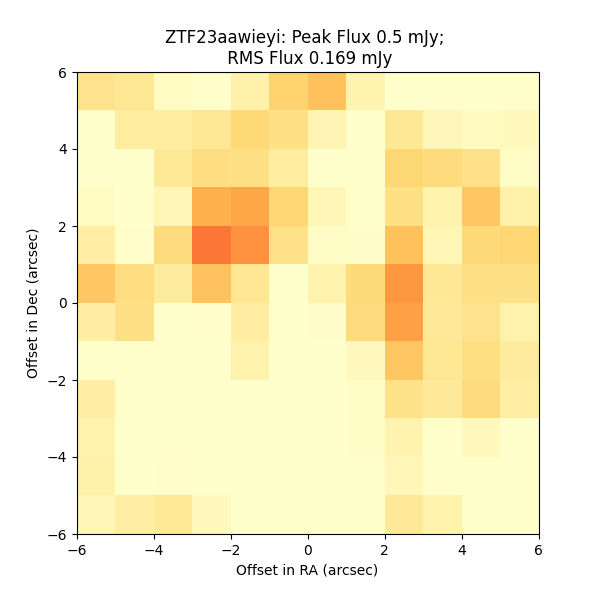 ZTF23aawieyi: Peak Flux 0.5 mJy;
RMS Flux 0.169 mJy
6
4
2
0
−2
−4
−6
Offset in Dec (arcsec)
−6 −4 −2 0 2 4 6
Offset in RA (arcsec)